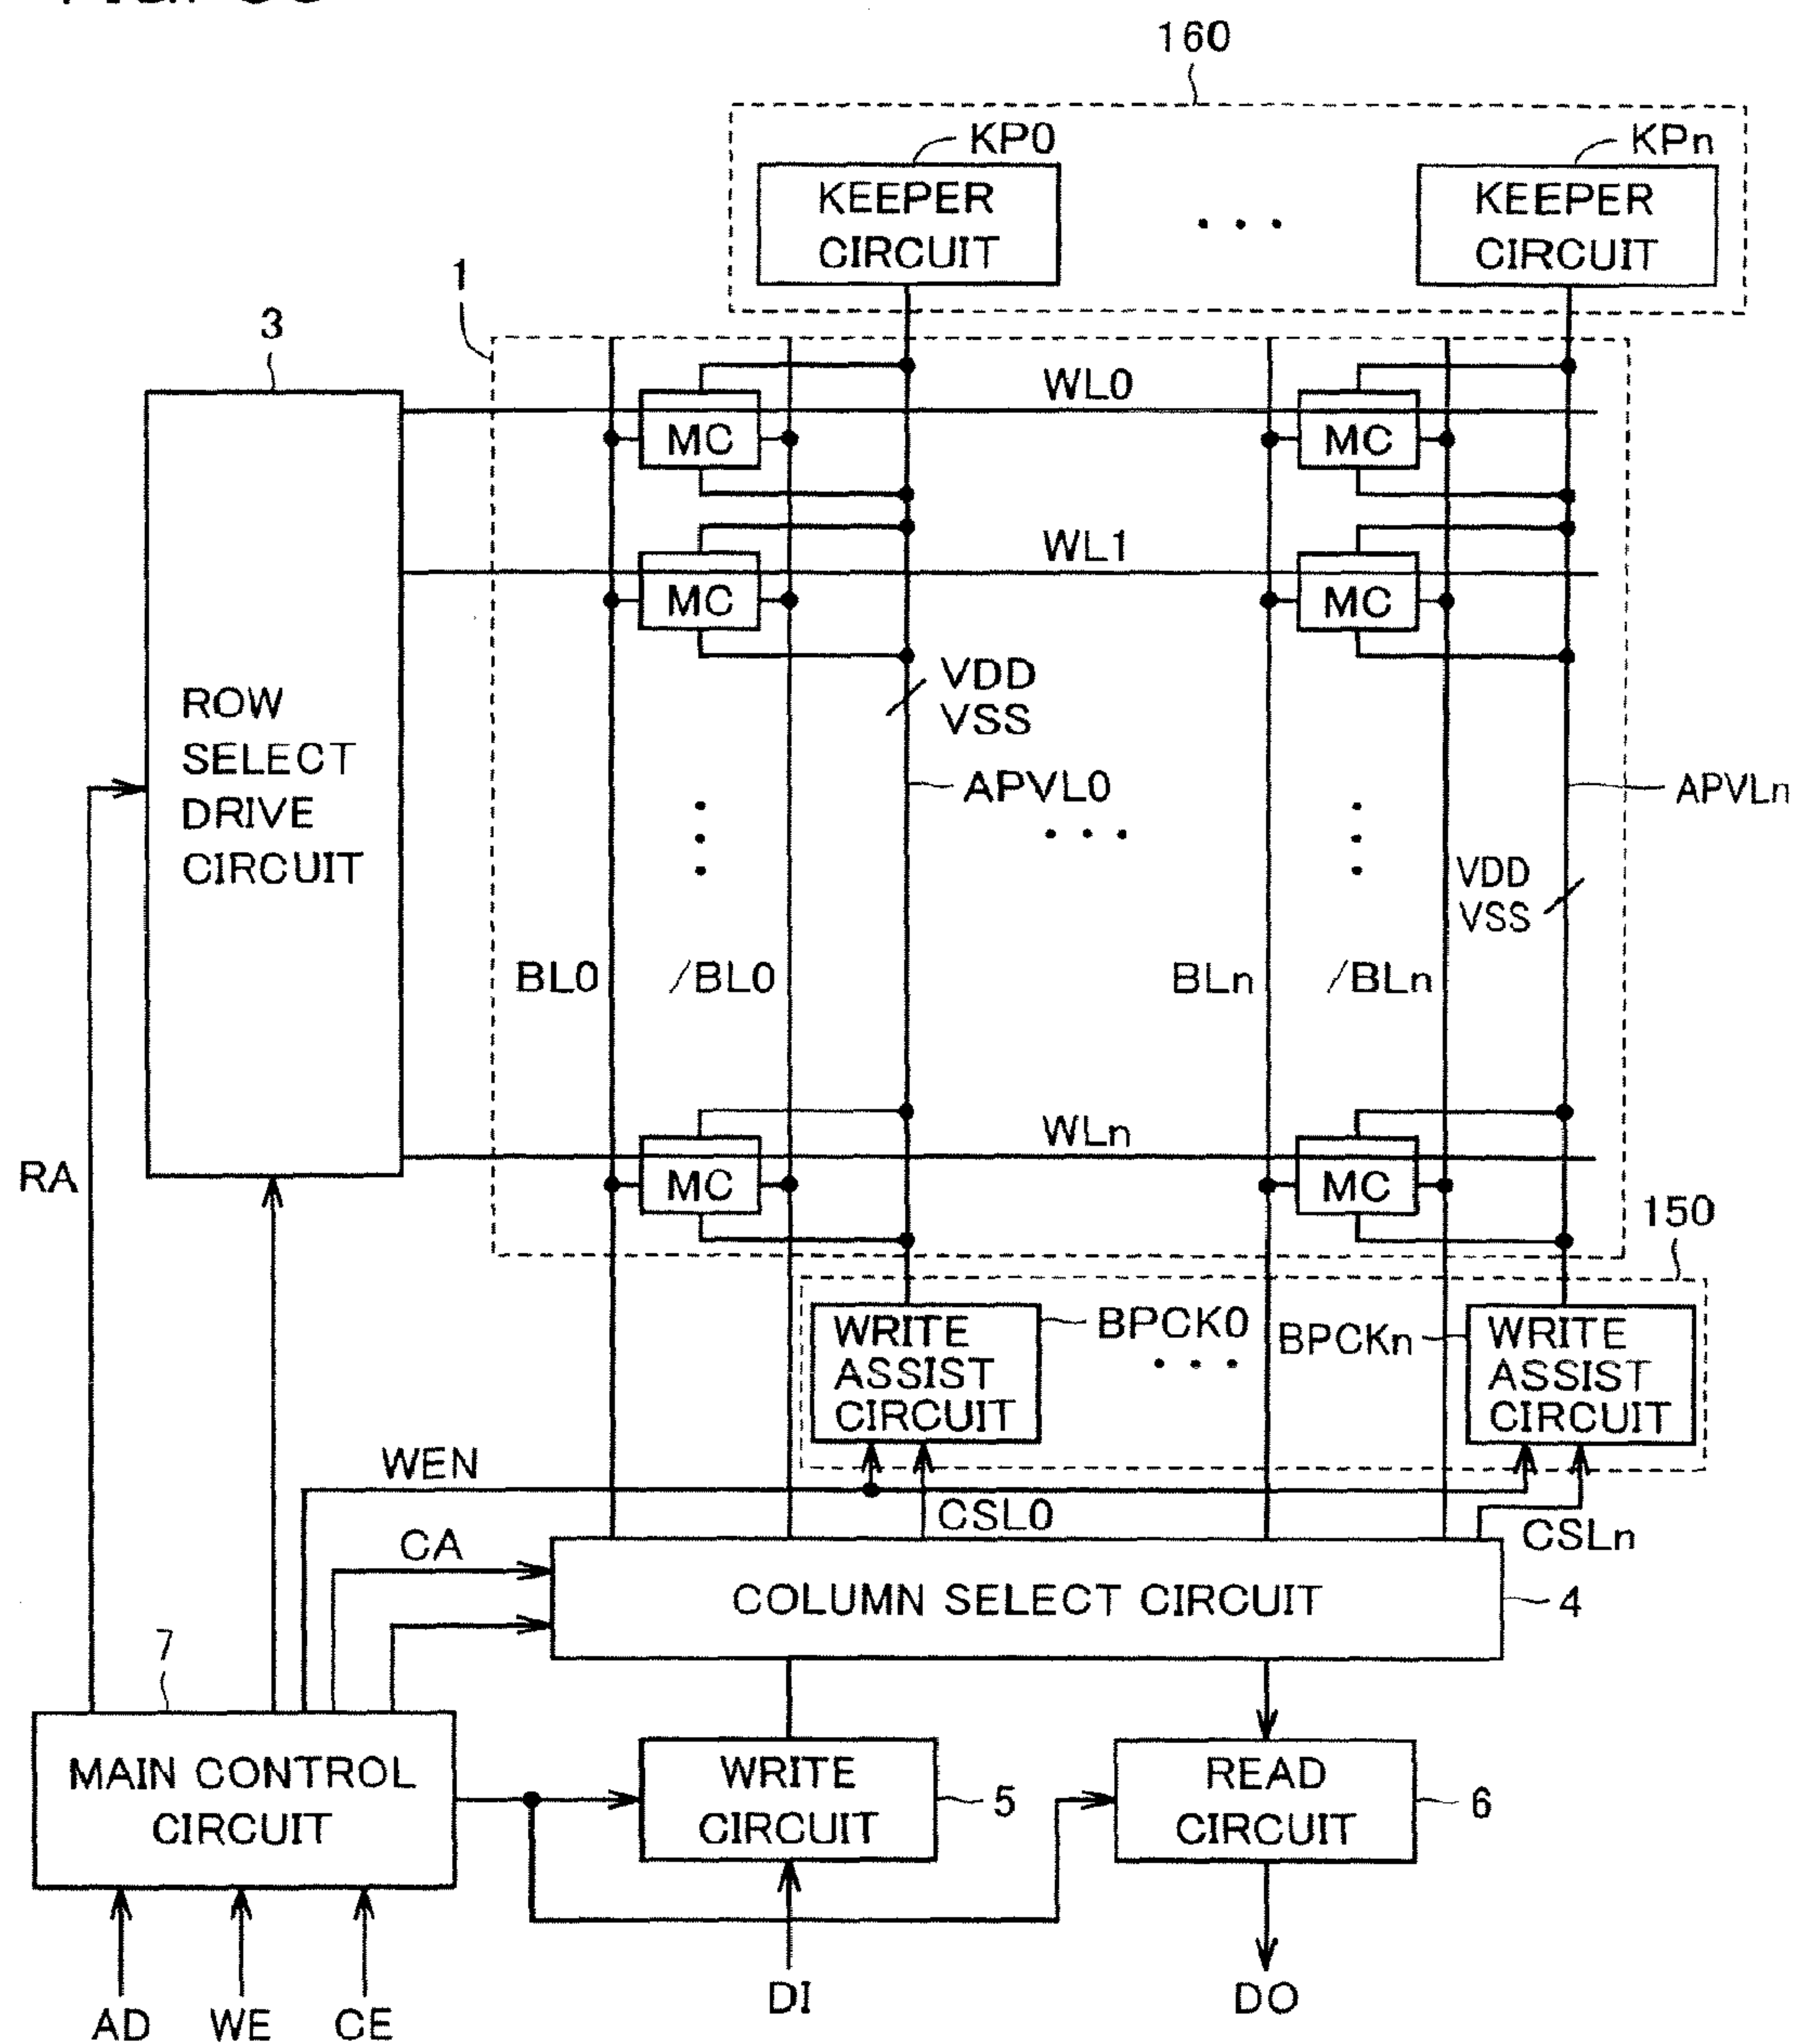 160
KP0
KPn
KEEPER
CIRCUIT
. . .
KEEPER
CIRCUIT
1
3
WL0
MC
MC
WL1
MC
MC
VDD
VSS
ROW
SELECT
DRIVE
CIRCUIT
APVL0
APVLn
. . .
VDD
VSS
BL0
/BL0
BLn
/BLn
RA
WLn
MC
MC
150
WRITE
ASSIST
CIRCUIT
BPCK0
. . .
BPCKn
WRITE
ASSIST
CIRCUIT
WEN
CSL0
CSLn
CA
COLUMN SELECT CIRCUIT
4
7
MAIN CONTROL
CIRCUIT
WRITE
CIRCUIT
5
READ
CIRCUIT
6
AD
WE
CE
DI
DO